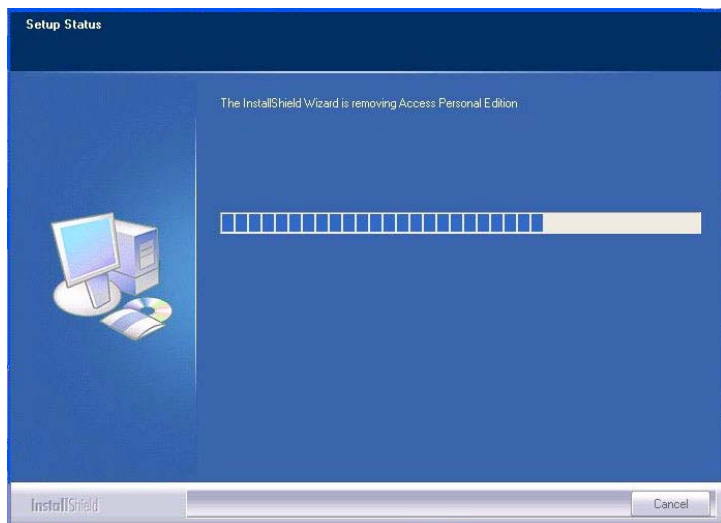 Setup Status
The InstallShield Wizard is removing Access Personal Edition
InstallShield
Cancel